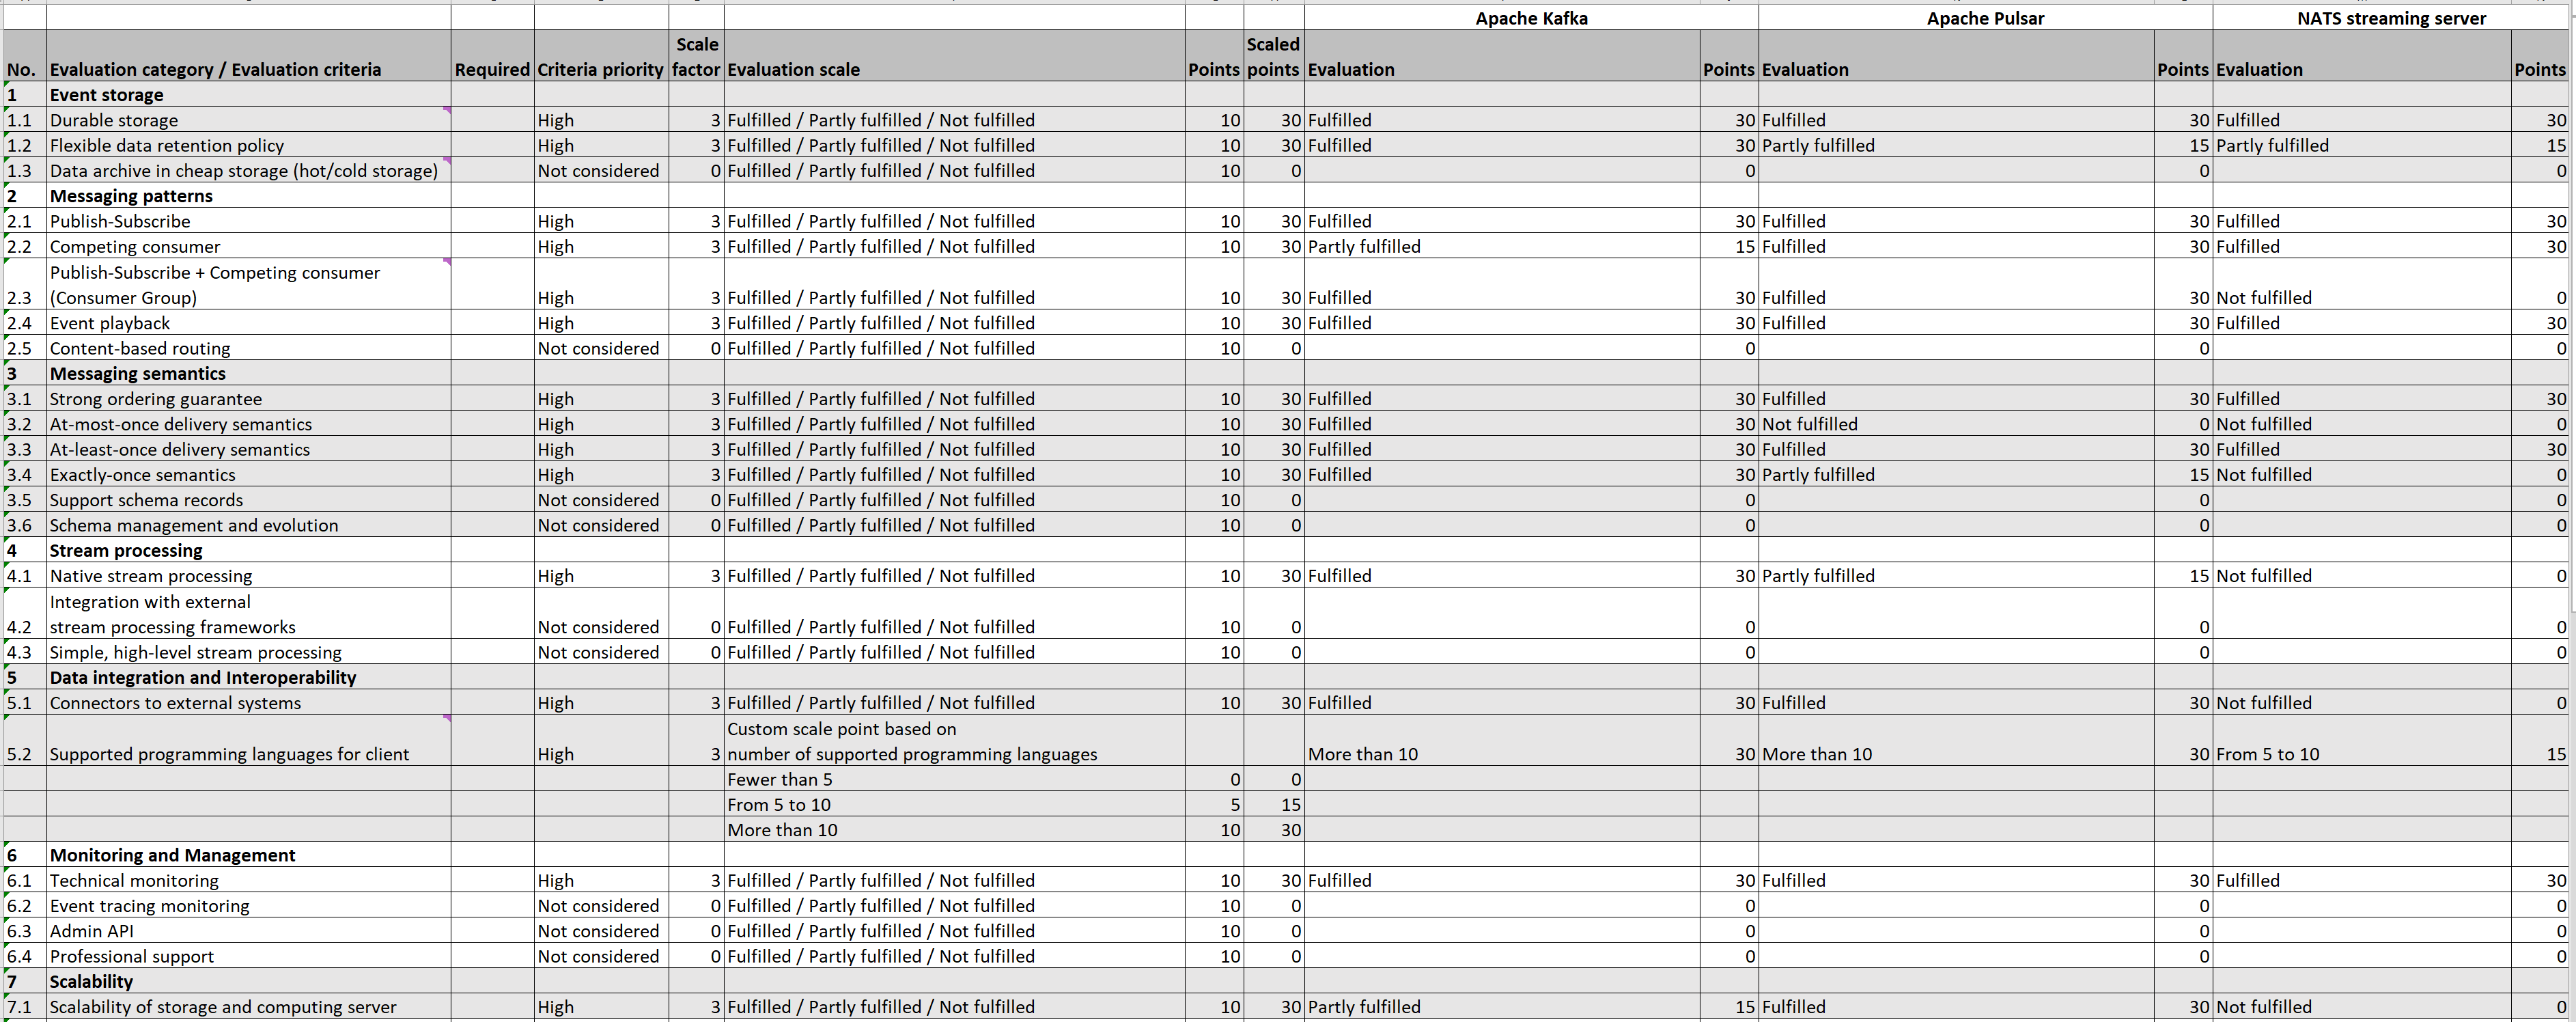 Apache Kafka Apache Pulsar NATS streaming server
Scale Scaled
No. Evaluation category / Evaluation criteria Required Criteria priority factor Evaluation scale Points points Evaluation Points Evaluation Points Evaluation Points
1 Event storage
1.1 Durable storage High 3 Fulfilled / Partly fulfilled / Not fulfilled 10 30 Fulfilled 30 Fulfilled 30 Fulfilled 30
1.2 Flexible data retention policy High 3 Fulfilled / Partly fulfilled / Not fulfilled 10 30 Fulfilled 30 Partly fulfilled 15 Partly fulfilled 15
1.3 Data archive in cheap storage (hot/cold storage) Not considered 0 Fulfilled / Partly fulfilled / Not fulfilled 10 0 0 0 0
2 Messaging patterns
2.1 Publish-Subscribe High 3 Fulfilled / Partly fulfilled / Not fulfilled 10 30 Fulfilled 30 Fulfilled 30 Fulfilled 30
2.2 Competing consumer High 3 Fulfilled / Partly fulfilled / Not fulfilled 10 30 Partly fulfilled 15 Fulfilled 30 Fulfilled 30
Publish-Subscribe + Competing consumer
2.3 (Consumer Group) High 3 Fulfilled / Partly fulfilled / Not fulfilled 10 30 Fulfilled 30 Fulfilled 30 Not fulfilled 0
2.4 Event playback High 3 Fulfilled / Partly fulfilled / Not fulfilled 10 30 Fulfilled 30 Fulfilled 30 Fulfilled 30
2.5 Content-based routing Not considered 0 Fulfilled / Partly fulfilled / Not fulfilled 10 0 0 0 0
3 Messaging semantics
3.1 Strong ordering guarantee High 3 Fulfilled / Partly fulfilled / Not fulfilled 10 30 Fulfilled 30 Fulfilled 30 Fulfilled 30
3.2 At-most-once delivery semantics High 3 Fulfilled / Partly fulfilled / Not fulfilled 10 30 Fulfilled 30 Not fulfilled 0 Not fulfilled 0
3.3 At-least-once delivery semantics High 3 Fulfilled / Partly fulfilled / Not fulfilled 10 30 Fulfilled 30 Fulfilled 30 Fulfilled 30
3.4 Exactly-once semantics High 3 Fulfilled / Partly fulfilled / Not fulfilled 10 30 Fulfilled 30 Partly fulfilled 15 Not fulfilled 0
3.5 Support schema records Not considered 0 Fulfilled / Partly fulfilled / Not fulfilled 10 0 0 0 0
3.6 Schema management and evolution Not considered 0 Fulfilled / Partly fulfilled / Not fulfilled 10 0 0 0 0
4 Stream processing
4.1 Native stream processing High 3 Fulfilled / Partly fulfilled / Not fulfilled 10 30 Fulfilled 30 Partly fulfilled 15 Not fulfilled 0
Integration with external
4.2 stream processing frameworks Not considered 0 Fulfilled / Partly fulfilled / Not fulfilled 10 0 0 0 0
4.3 Simple, high-level stream processing Not considered 0 Fulfilled / Partly fulfilled / Not fulfilled 10 0 0 0 0
5 Data integration and Interoperability
5.1 Connectors to external systems High 3 Fulfilled / Partly fulfilled / Not fulfilled 10 30 Fulfilled 30 Fulfilled 30 Not fulfilled 0
Custom scale point based on
5.2 Supported programming languages for client High 3 number of supported programming languages More than 10 30 More than 10 30 From 5 to 10 15
Fewer than 5 0 0
From 5 to 10 5 15
More than 10 10 30
6 Monitoring and Management
6.1 Technical monitoring High 3 Fulfilled / Partly fulfilled / Not fulfilled 10 30 Fulfilled 30 Fulfilled 30 Fulfilled 30
6.2 Event tracing monitoring Not considered 0 Fulfilled / Partly fulfilled / Not fulfilled 10 0 0 0 0
6.3 Admin API Not considered 0 Fulfilled / Partly fulfilled / Not fulfilled 10 0 0 0 0
6.4 Professional support Not considered 0 Fulfilled / Partly fulfilled / Not fulfilled 10 0 0 0 0
7 Scalability
7.1 Scalability of storage and computing server High 3 Fulfilled / Partly fulfilled / Not fulfilled 10 30 Partly fulfilled 15 Fulfilled 30 Not fulfilled 0